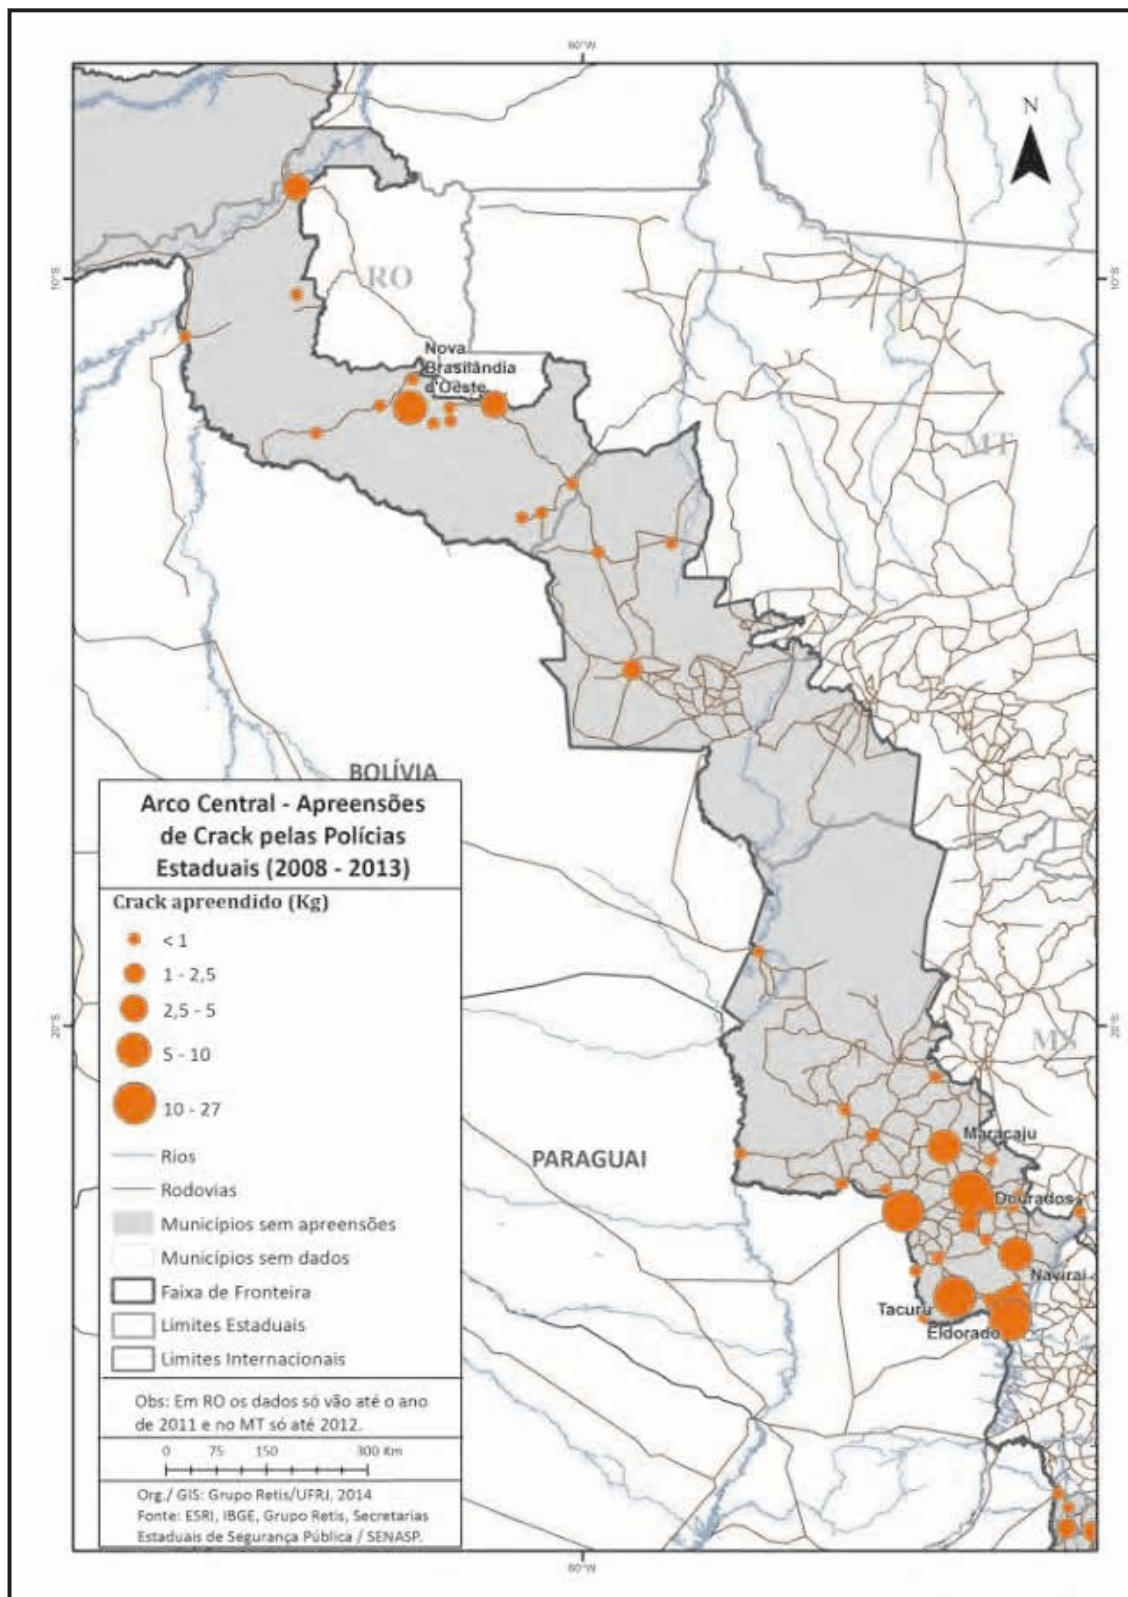 60°W
N
10°S
10°S
RO
Nova
Brasilândia
d'Oeste
MT
BOLÍVIA
Arco Central - Apreensões
de Crack pelas Polícias
Estaduais (2008 - 2013)
Crack apreendido (Kg)
< 1
1 - 2,5
2,5 - 5
5 - 10
10 - 27
Rios
Rodovias
Municípios sem apreensões
Municípios sem dados
Faixa de Fronteira
Limites Estaduais
Limites Internacionais
Obs: Em RO os dados só vão até o ano
de 2011 e no MT só até 2012.
0 75 150 300 Km
Org./ GIS: Grupo Retis/UFRJ, 2014
Fonte: ESRI, IBGE, Grupo Retis, Secretarias
Estaduais de Segurança Pública / SENASP.
20°S
20°S
MS
Maracaju
PARAGUAI
Dourados
Naviraí
Tacuru
Eldorado
60°W